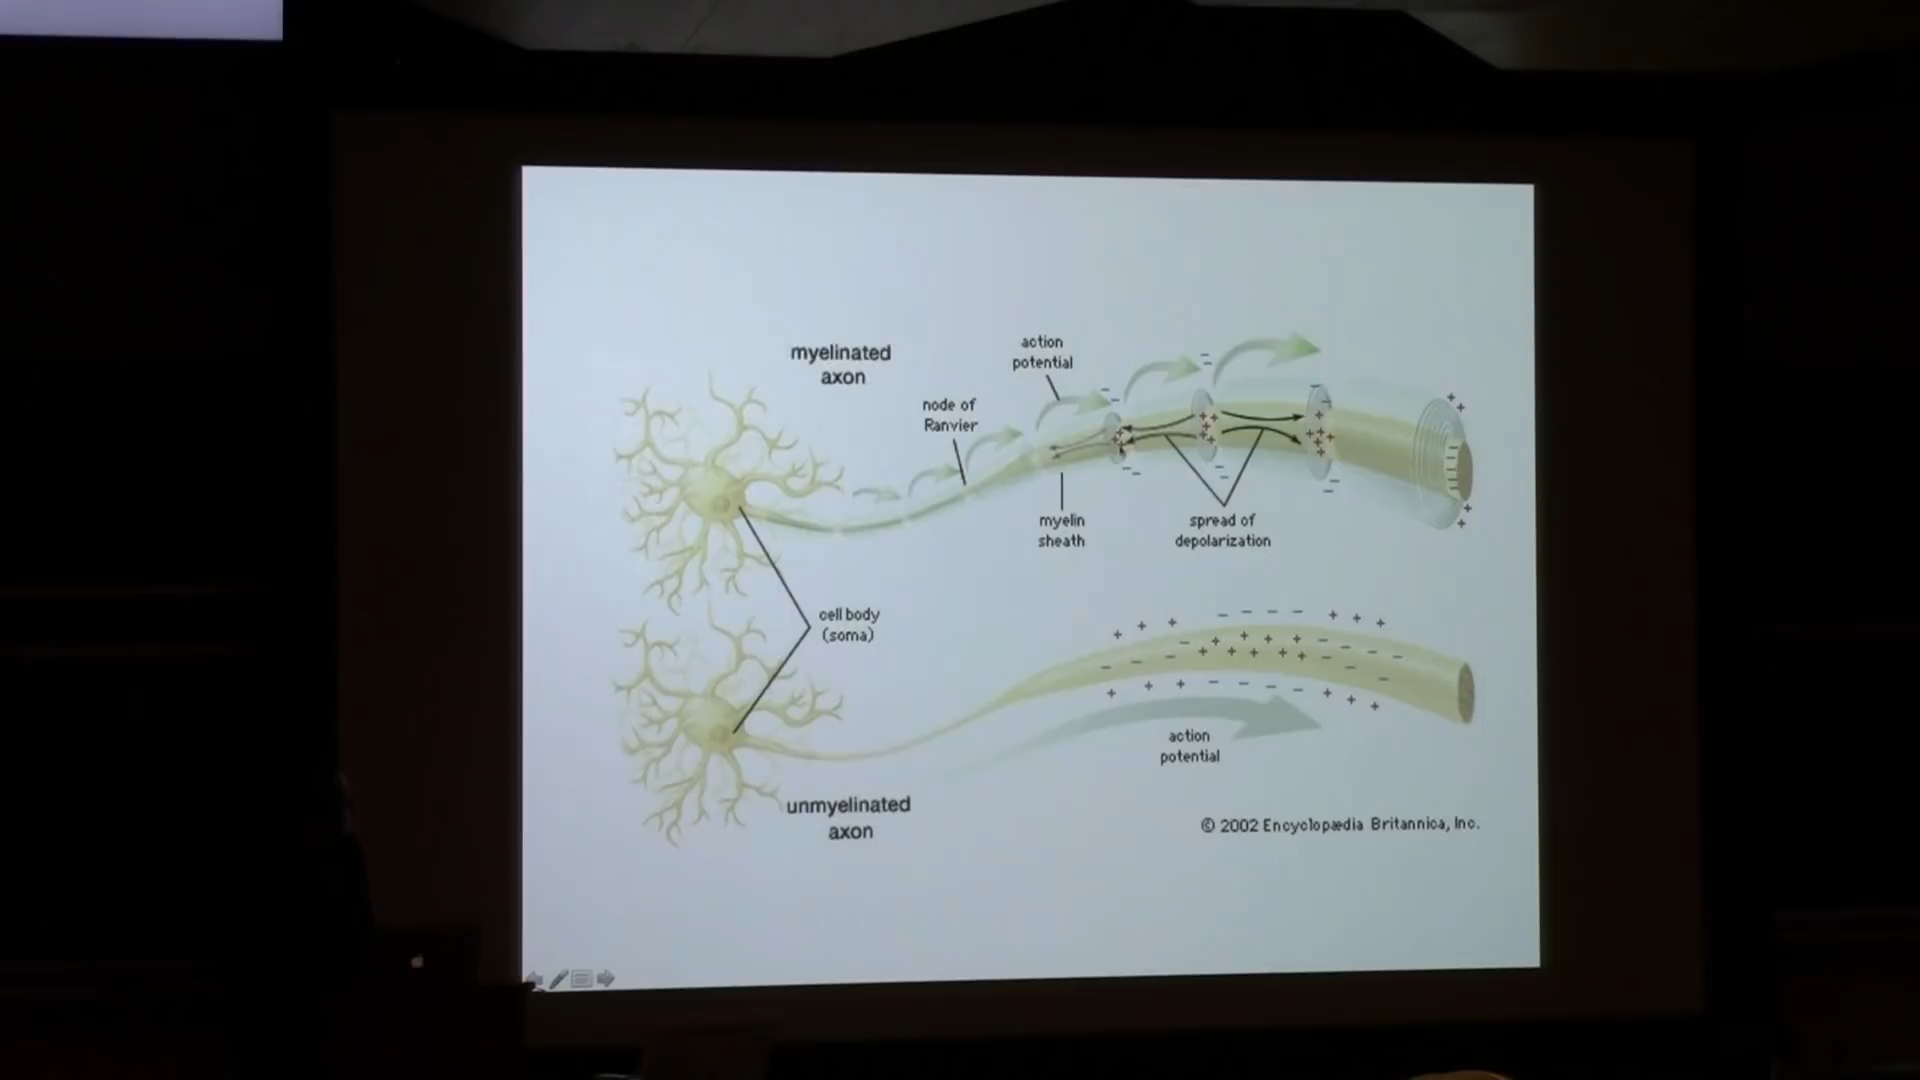 myelinated
axon
action
potential
node of
Ranvier
myelin
sheath
spread of
depolarization
cell body
(soma)
action
potential
unmyelinated
axon
© 2002 Encyclopædia Britannica, Inc.